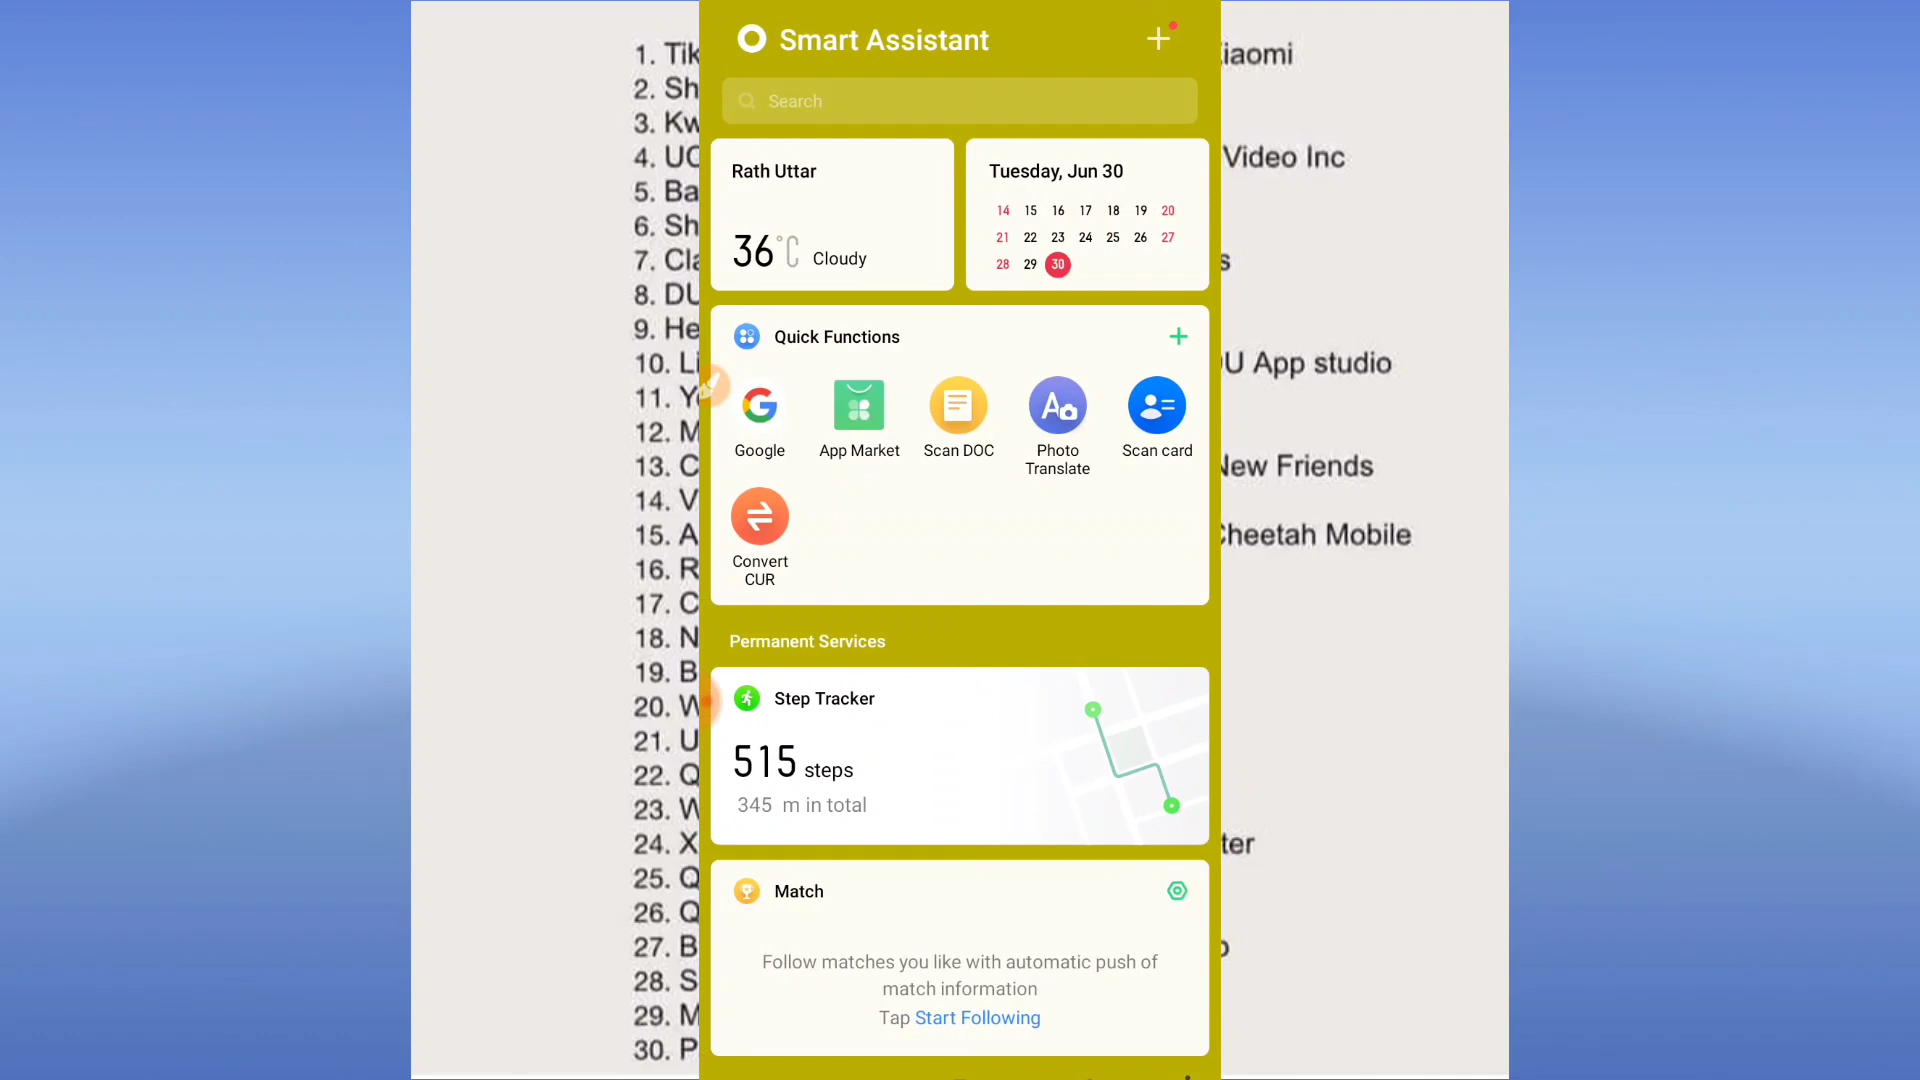 Smart Assistant
Search
Rath Uttar
36°C Cloudy
Tuesday, Jun 30
14 15 16 17 18 19 20
21 22 23 24 25 26 27
28 29 30
Quick Functions
Google
App Market
Scan DOC
Photo
Translate
Scan card
Convert
CUR
Permanent Services
Step Tracker
515 steps
345 m in total
Match
Follow matches you like with automatic push of
match information
Tap Start Following
1. Tik
2. Sh
3. Kw
4. UC
5. Ba
6. Sh
7. Cla
8. DU
9. He
10. Li
11. Y
12. M
13. C
14. V
15. A
16. R
17. C
18. N
19. B
20. W
21. U
22. Q
23. W
24. X
25. Q
26. Q
27. B
28. S
29. M
30. P
iaomi
Video Inc
s
U App studio
New Friends
Cheetah Mobile
ter